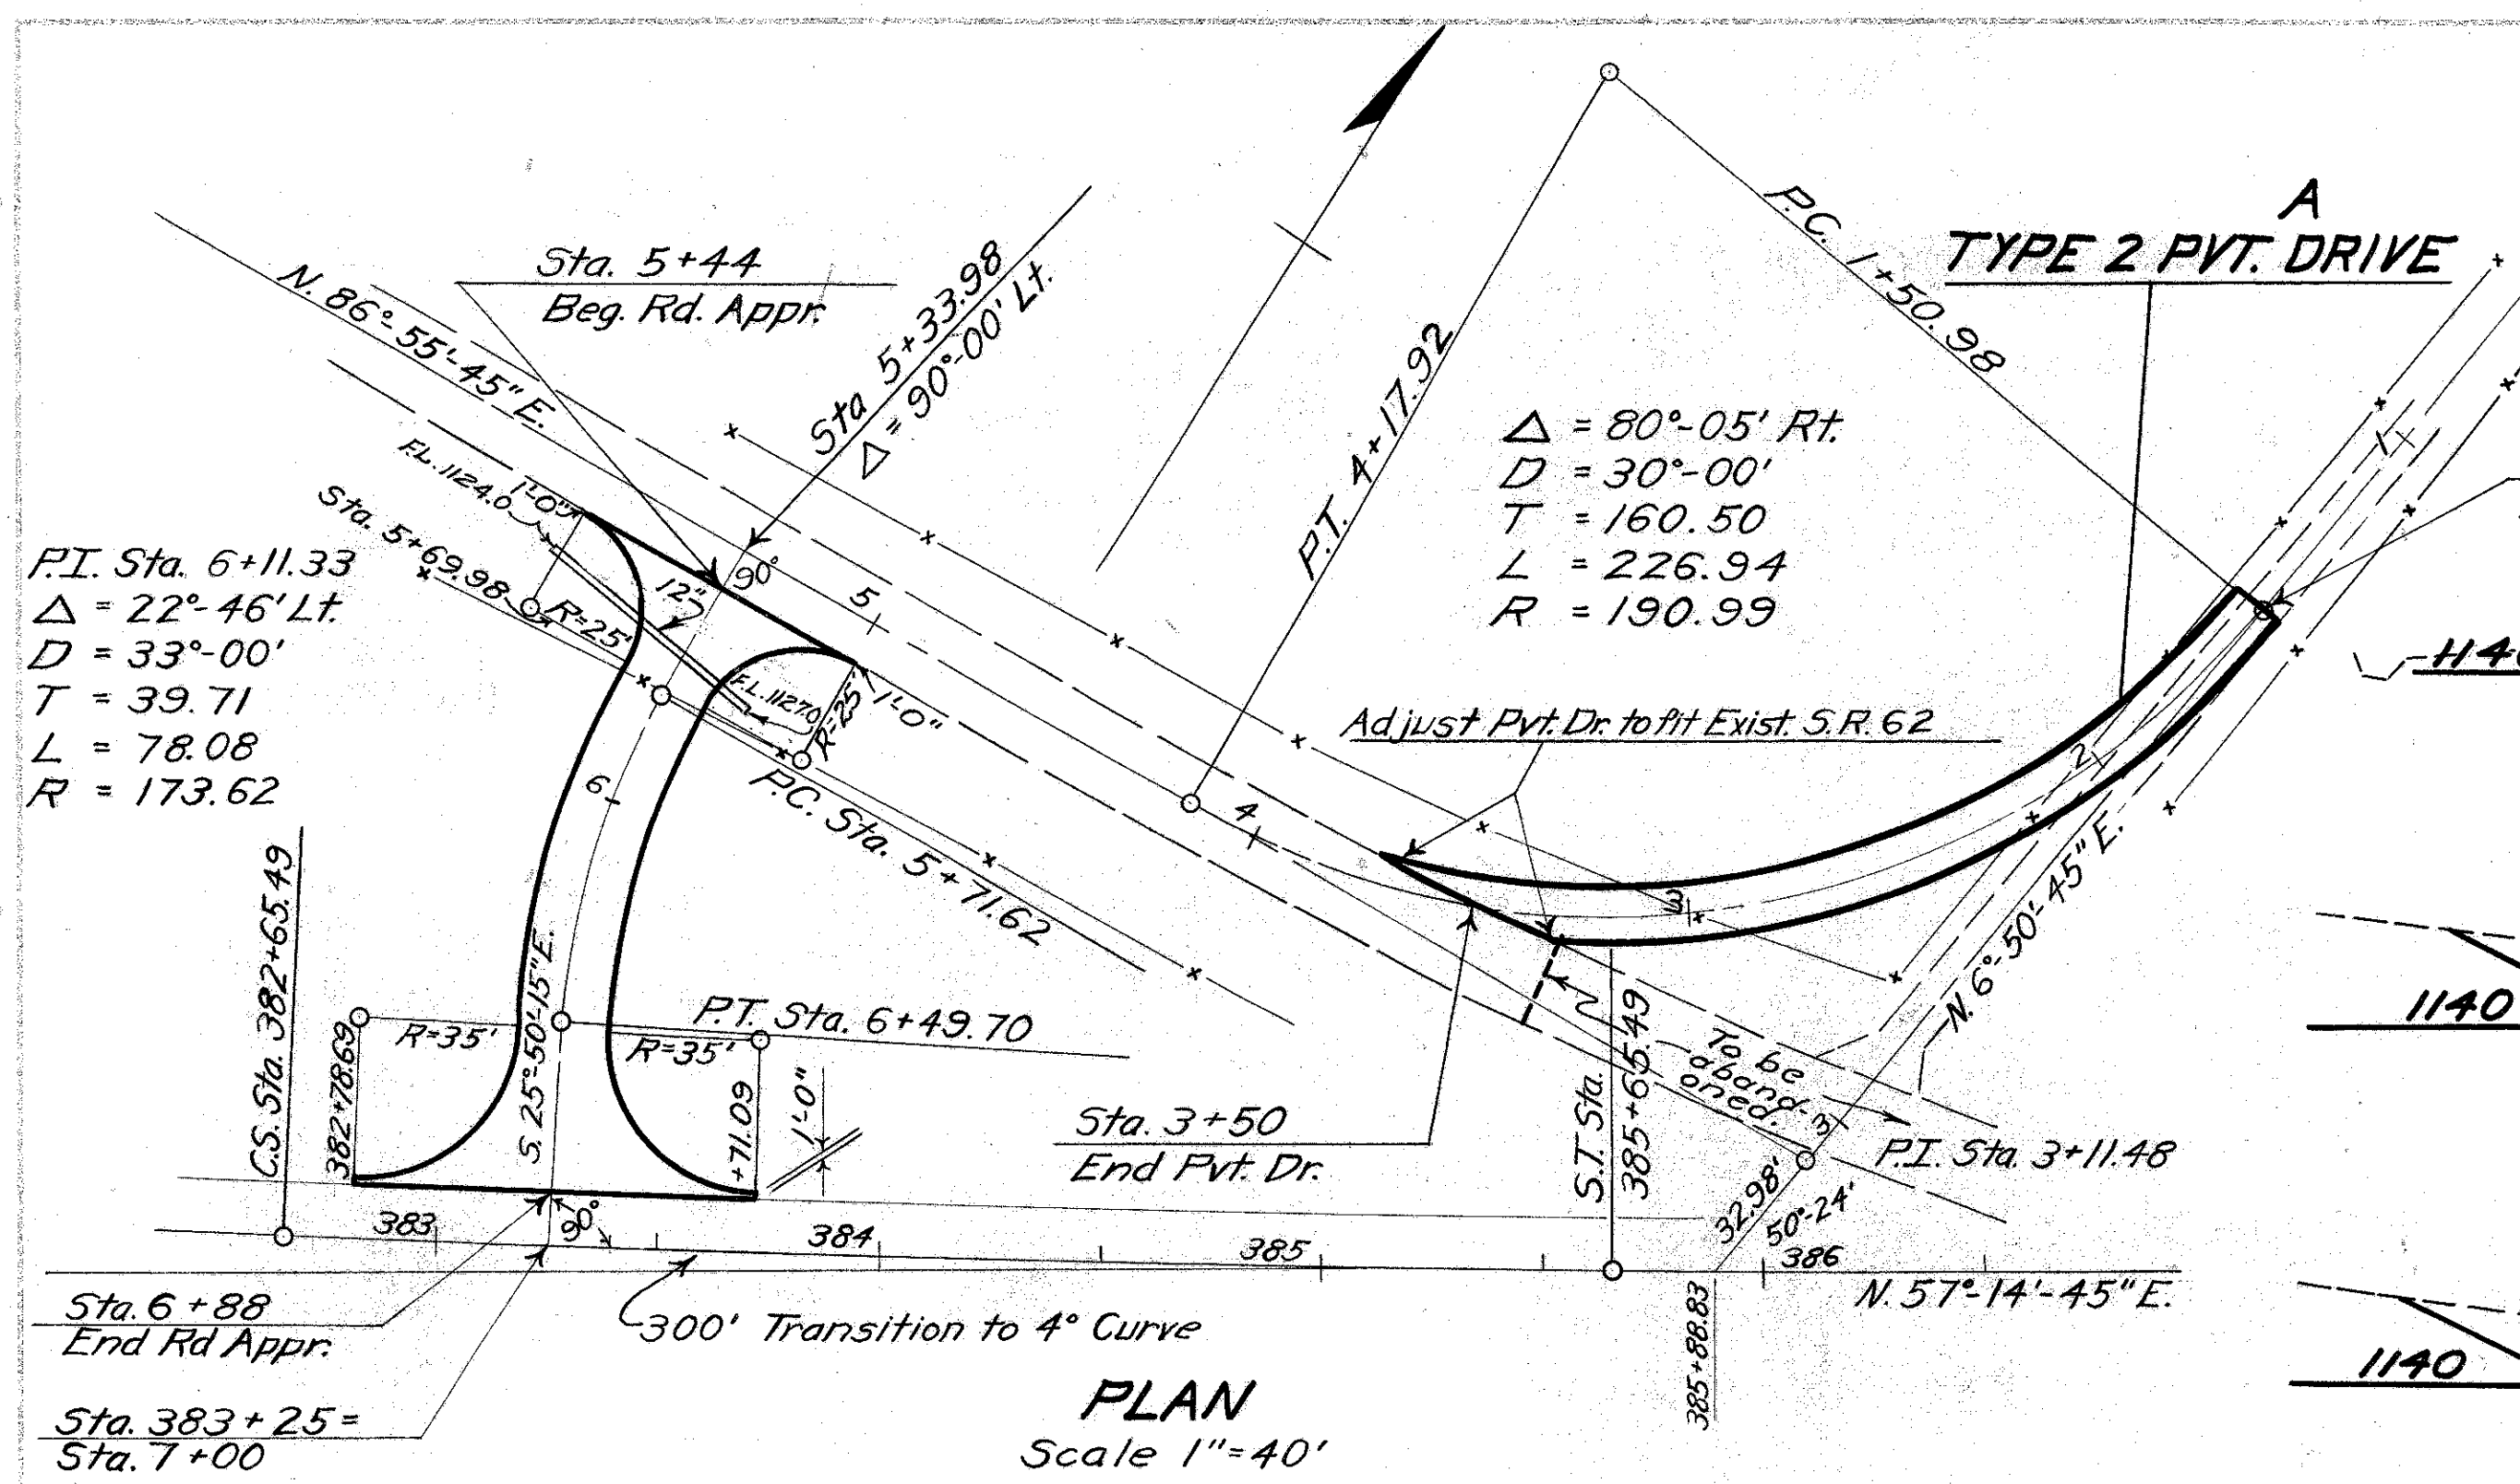 A
TYPE 2 PVT. DRIVE
Sta. 5+44
Beg. Rd. Appr.
N. 86°-55'-45" E.
Sta 5+33.98
Δ = 90°-00' Lt.
P.C. 1+50.98
P.T. 4+17.92
Δ = 80°-05' Rt.
D = 30°-00'
T = 160.50
L = 226.94
R = 190.99
F.L. 1124.0
1'-0"
Sta. 5+69.98
R=25'
12"
90°
5
P.I. Sta. 6+11.33
Δ = 22°-46' Lt.
D = 33°-00'
T = 39.71
L = 78.08
R = 173.62
F.L. 1127.0
R=25'
1'-0"
P.C. Sta. 5+71.62
6
4
Adjust Pvt. Dr. to fit Exist. S.R. 62
1
2
3
N. 6°-50'-45" E.
1140
1140
C.S. Sta. 382+65.49
382+78.69
R=35'
S. 25°-50'-15" E.
P.T. Sta. 6+49.70
R=35'
+71.09
1'-0"
Sta. 3+50
End Pvt. Dr.
S.T. Sta.
385+65.49
To be
aband-
oned.
3
P.I. Sta. 3+11.48
32.98'
50°-24'
383
90°
384
385
386
N. 57°-14'-45" E.
385+88.83
Sta. 6+88
End Rd Appr.
300' Transition to 4° Curve
Sta. 383+25=
Sta. 7+00
PLAN
Scale 1"=40'